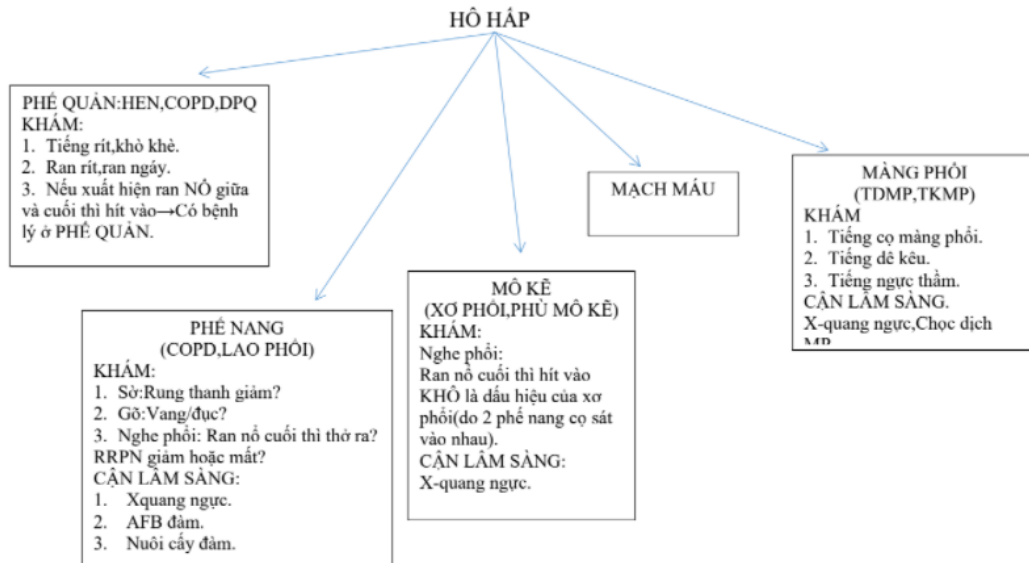 HÔ HẤP
PHẾ QUẢN:HEN,COPD,DPQ
KHÁM:
1. Tiếng rít,khò khè.
2. Ran rít,ran ngáy.
3. Nếu xuất hiện ran NỔ giữa
và cuối thì hít vào→Có bệnh
lý ở PHẾ QUẢN.
PHẾ NANG
(COPD,LAO PHỔI)
KHÁM:
1. Sờ:Rung thanh giảm?
2. Gõ:Vang/đục?
3. Nghe phổi: Ran nổ cuối thì thở ra?
RRPN giảm hoặc mất?
CẬN LÂM SÀNG:
1. Xquang ngực.
2. AFB đàm.
3. Nuôi cấy đàm.
MÔ KẼ
(XƠ PHỔI,PHÙ MÔ KẼ)
KHÁM:
Nghe phổi:
Ran nổ cuối thì hít vào
KHÔ là dấu hiệu của xơ
phổi(do 2 phế nang cọ sát
vào nhau).
CẬN LÂM SÀNG:
X-quang ngực.
MẠCH MÁU
MÀNG PHỔI
(TDMP,TKMP)
KHÁM
1. Tiếng cọ màng phổi.
2. Tiếng dê kêu.
3. Tiếng ngực thầm.
CẬN LÂM SÀNG.
X-quang ngực,Chọc dịch
MP